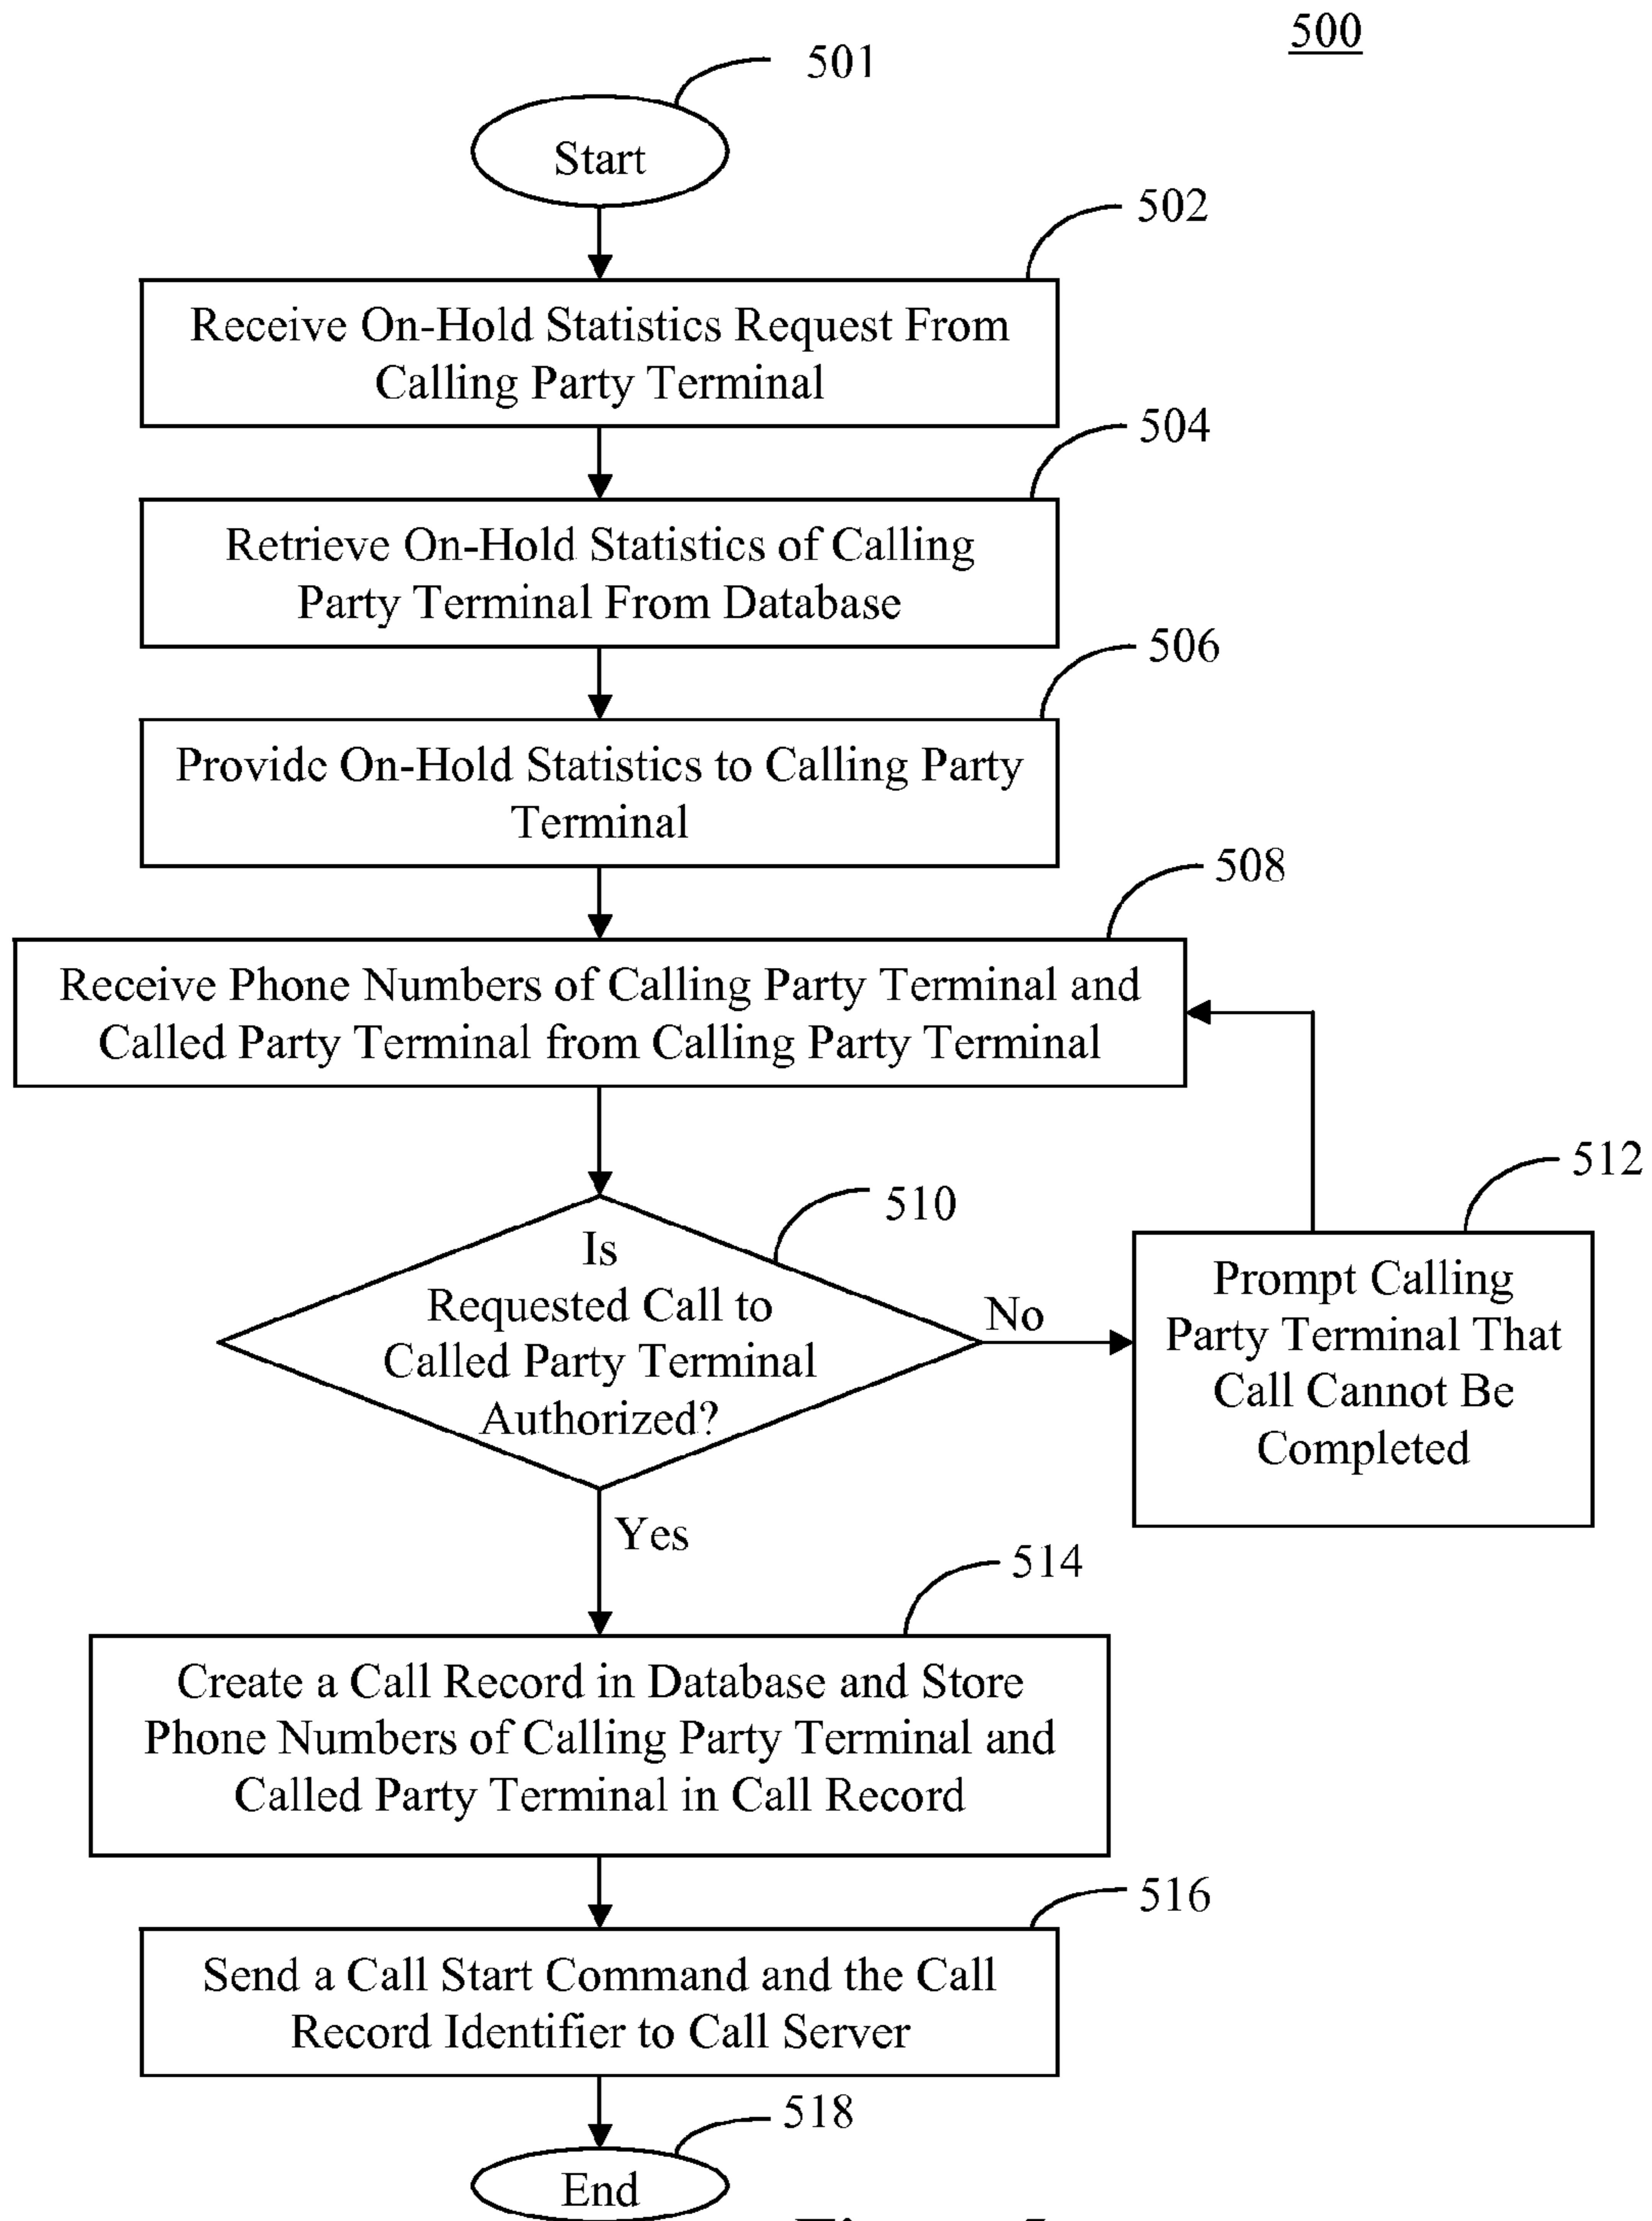 500
501
Start
502
Receive On-Hold Statistics Request From
Calling Party Terminal
504
Retrieve On-Hold Statistics of Calling
Party Terminal From Database
506
Provide On-Hold Statistics to Calling Party
Terminal
508
Receive Phone Numbers of Calling Party Terminal and
Called Party Terminal from Calling Party Terminal
510
Is
Requested Call to
Called Party Terminal
Authorized?
No
512
Prompt Calling
Party Terminal That
Call Cannot Be
Completed
Yes
514
Create a Call Record in Database and Store
Phone Numbers of Calling Party Terminal and
Called Party Terminal in Call Record
516
Send a Call Start Command and the Call
Record Identifier to Call Server
518
End